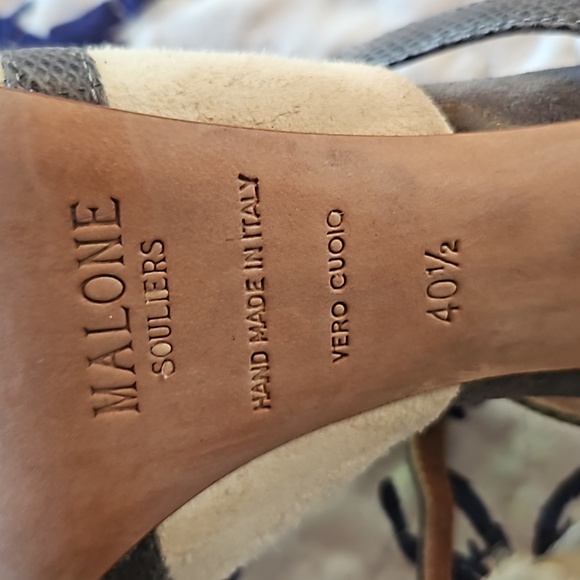 MALONE
SOULIERS
HAND MADE IN ITALY
VERO CUOIO
40½